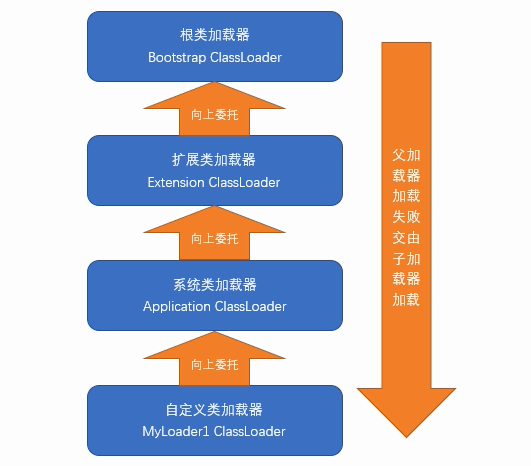 根类加载器
Bootstrap ClassLoader
向上委托
扩展类加载器
Extension ClassLoader
向上委托
系统类加载器
Application ClassLoader
向上委托
自定义类加载器
MyLoader1 ClassLoader
父加
载器
加载
失败
交由
子加
载器
加载